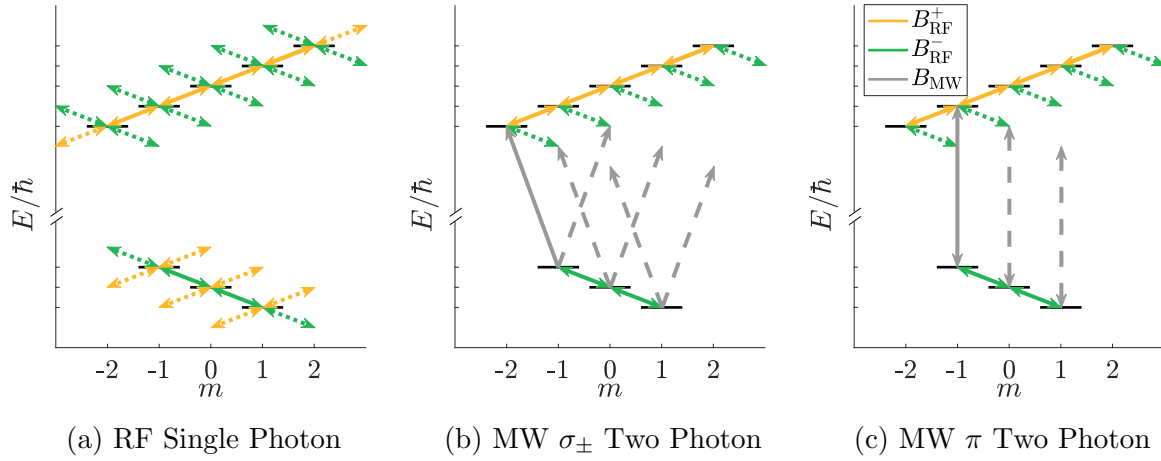 E/ħ
-2 -1 0 1 2
m
(a) RF Single Photon
E/ħ
-2 -1 0 1 2
m
(b) MW σ± Two Photon
B+RF
B-RF
BMW
E/ħ
-2 -1 0 1 2
m
(c) MW π Two Photon